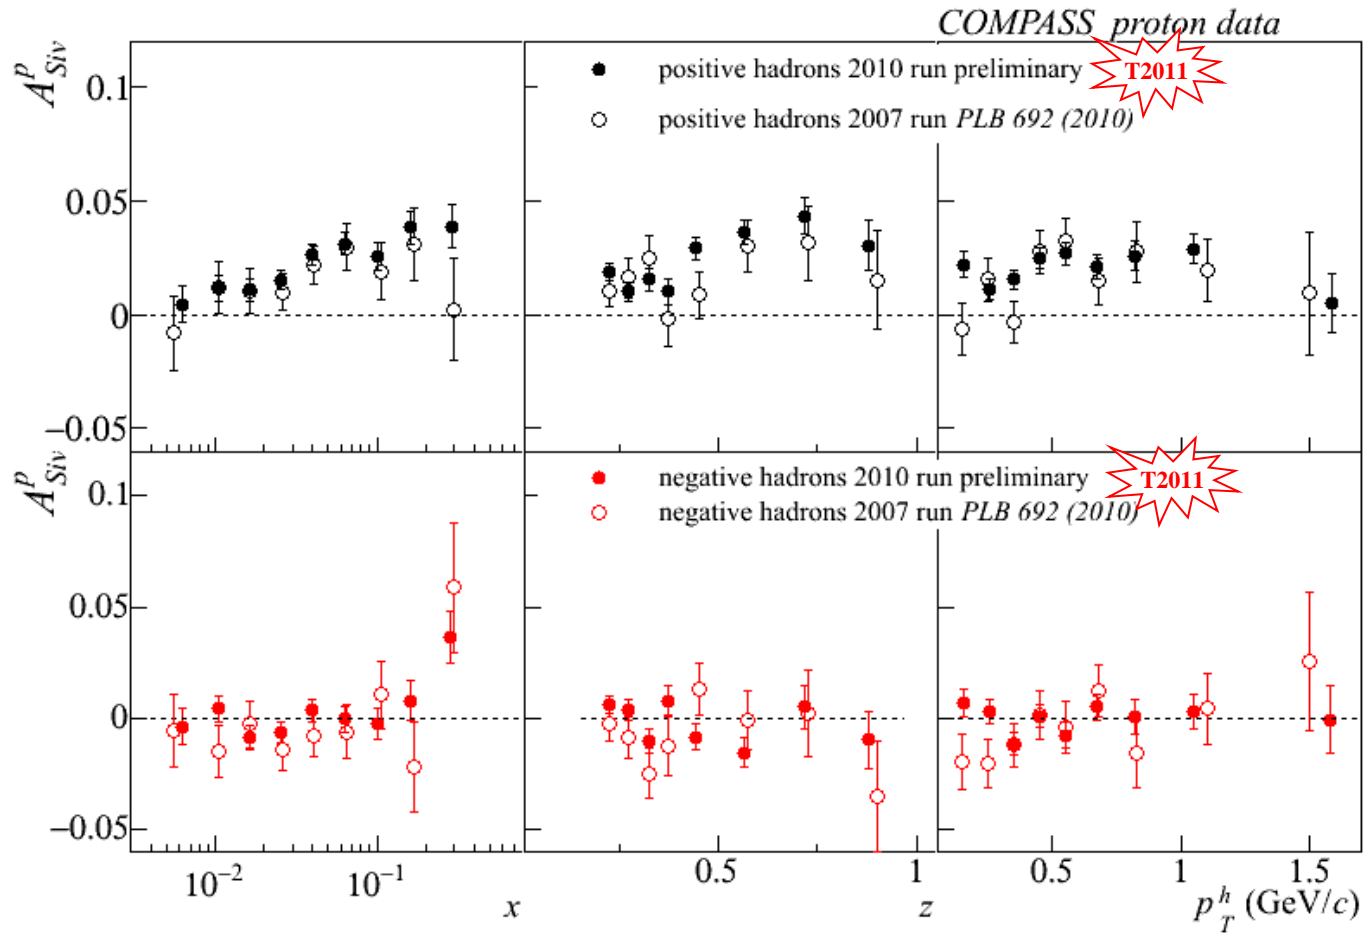 COMPASS proton data
A^p_Siv
0.1
0.05
0
−0.05
positive hadrons 2010 run preliminary
T2011
positive hadrons 2007 run PLB 692 (2010)
A^p_Siv
0.1
0.05
0
−0.05
negative hadrons 2010 run preliminary
T2011
negative hadrons 2007 run PLB 692 (2010)
10^−2 10^−1
x
0.5 1
z
0.5 1 1.5
p_T^h (GeV/c)